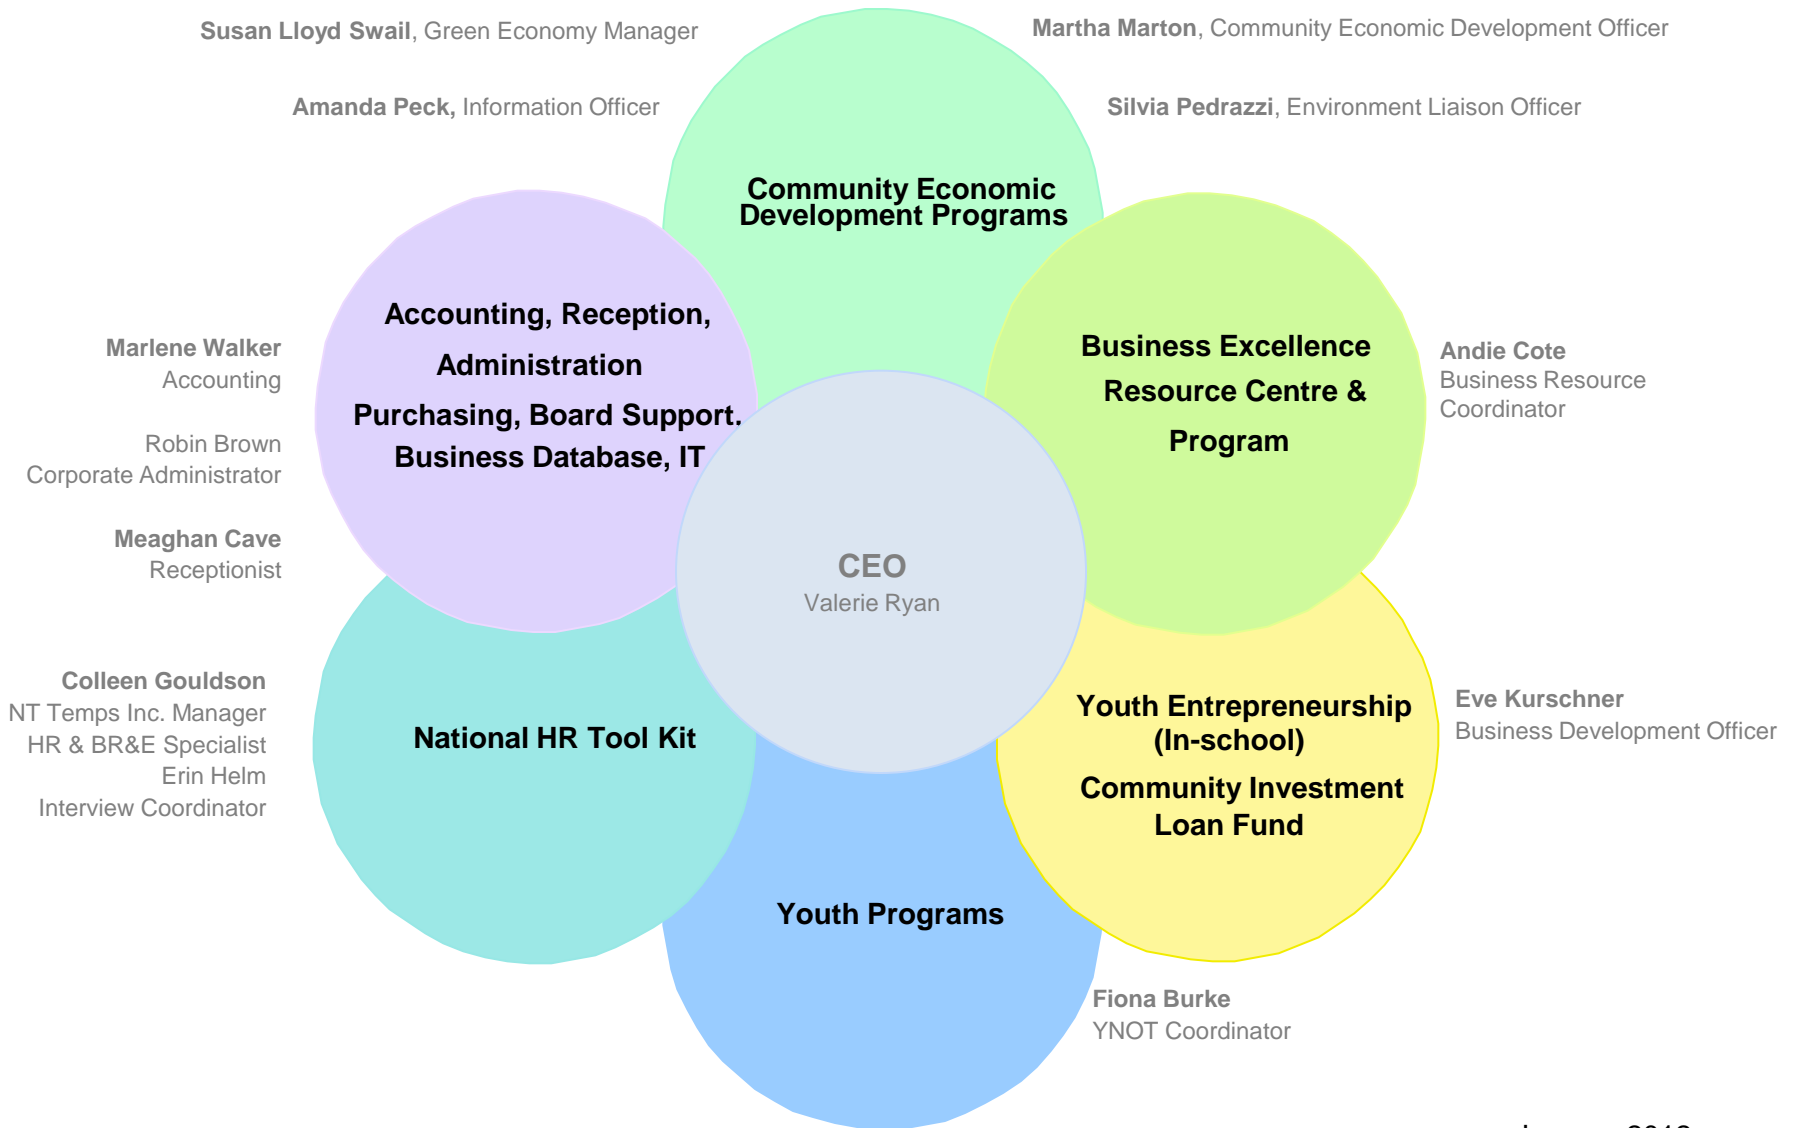 Susan Lloyd Swail, Green Economy Manager
Martha Marton, Community Economic Development Officer
Amanda Peck, Information Officer
Silvia Pedrazzi, Environment Liaison Officer
Community Economic
Development Programs
Accounting, Reception,
Administration
Purchasing, Board Support.
Business Database, IT
Business Excellence
Resource Centre &
Program
Marlene Walker
Accounting
Robin Brown
Corporate Administrator
Meaghan Cave
Receptionist
Andie Cote
Business Resource
Coordinator
CEO
Valerie Ryan
Colleen Gouldson
NT Temps Inc. Manager
HR & BR&E Specialist
Erin Helm
Interview Coordinator
National HR Tool Kit
Youth Entrepreneurship
(In-school)
Community Investment
Loan Fund
Eve Kurschner
Business Development Officer
Youth Programs
Fiona Burke
YNOT Coordinator